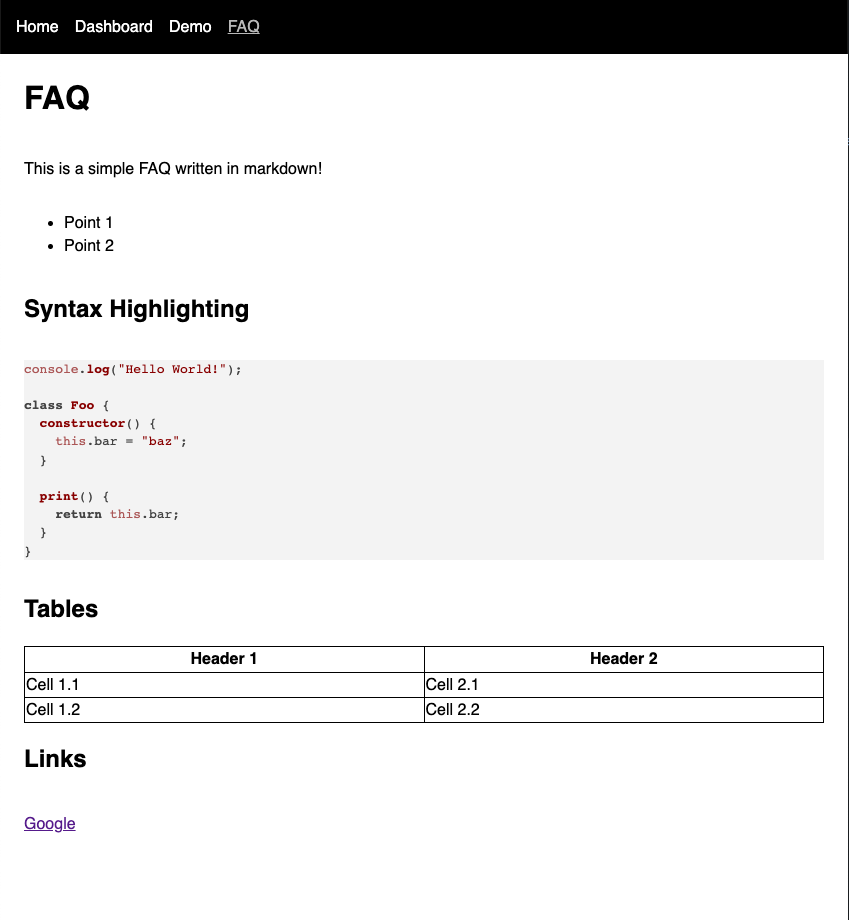 Home Dashboard Demo FAQ
FAQ
This is a simple FAQ written in markdown!
• Point 1
• Point 2
Syntax Highlighting
console.log("Hello World!");
class Foo {
  constructor() {
    this.bar = "baz";
  }
  print() {
    return this.bar;
  }
}
Tables
Header 1 Header 2
Cell 1.1 Cell 2.1
Cell 1.2 Cell 2.2
Links
Google